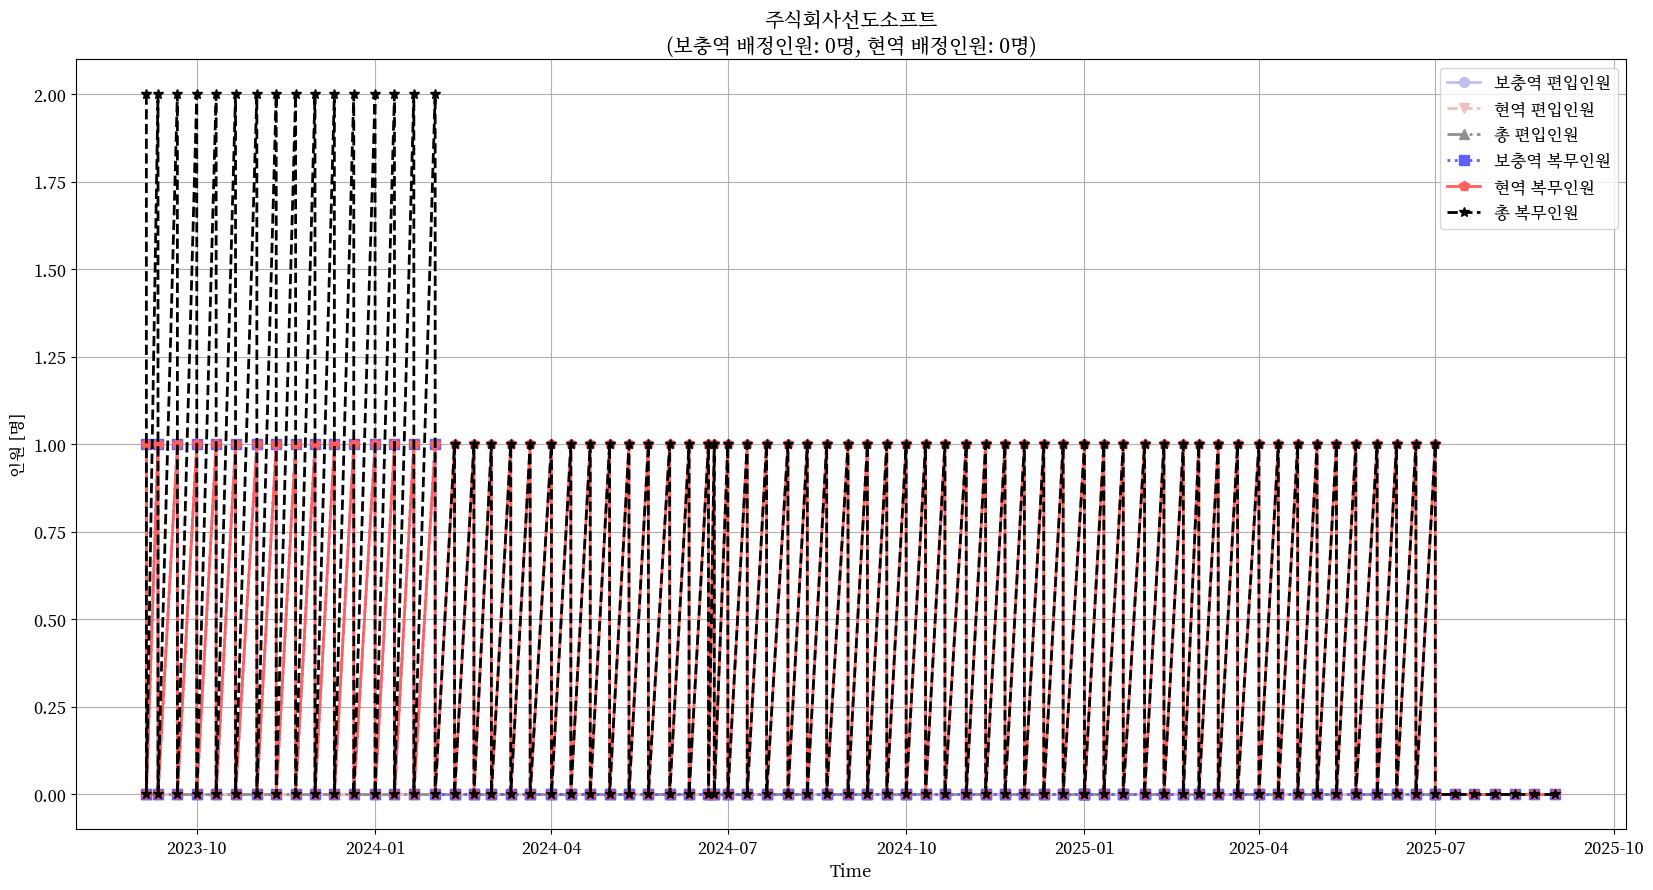 주식회사선도소프트
(보충역 배정인원: 0명, 현역 배정인원: 0명)
2.00
1.75
1.50
1.25
1.00
0.75
0.50
0.25
0.00
인원 [명]
보충역 편입인원
현역 편입인원
총 편입인원
보충역 복무인원
현역 복무인원
총 복무인원
2023-10
2024-01
2024-04
2024-07
2024-10
2025-01
2025-04
2025-07
2025-10
Time